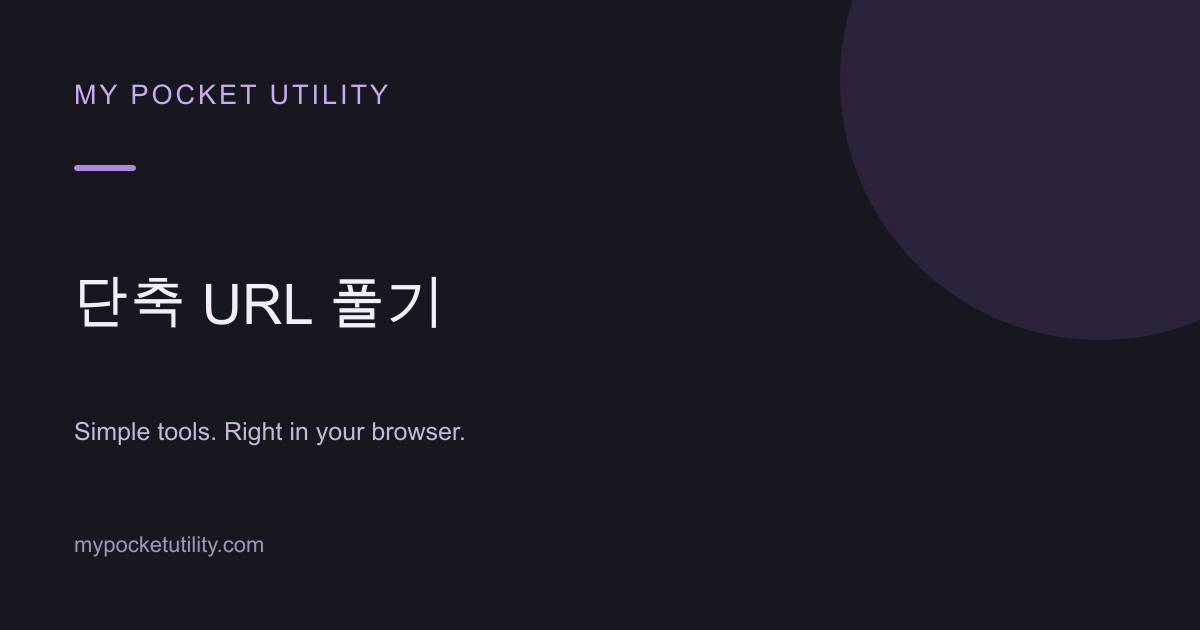 MY POCKET UTILITY
단축 URL 풀기
Simple tools. Right in your browser.
mypocketutility.com